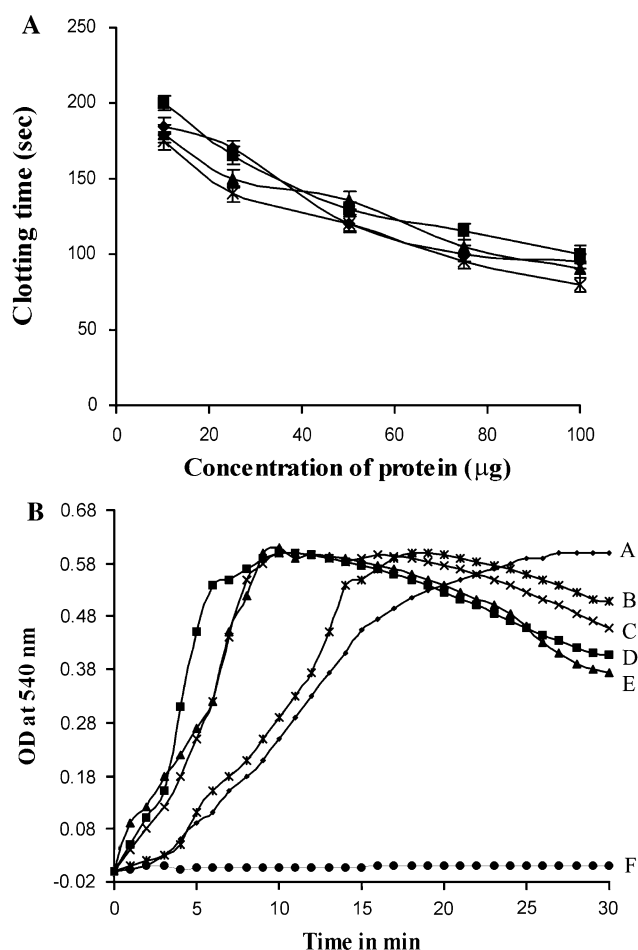 A
Clotting time (sec)
250
200
150
100
50
0
0 20 40 60 80 100
Concentration of protein (μg)
B
OD at 540 nm
0.68
0.58
0.48
0.38
0.28
0.18
0.08
-0.02
A
B
C
D
E
F
0 5 10 15 20 25 30
Time in min